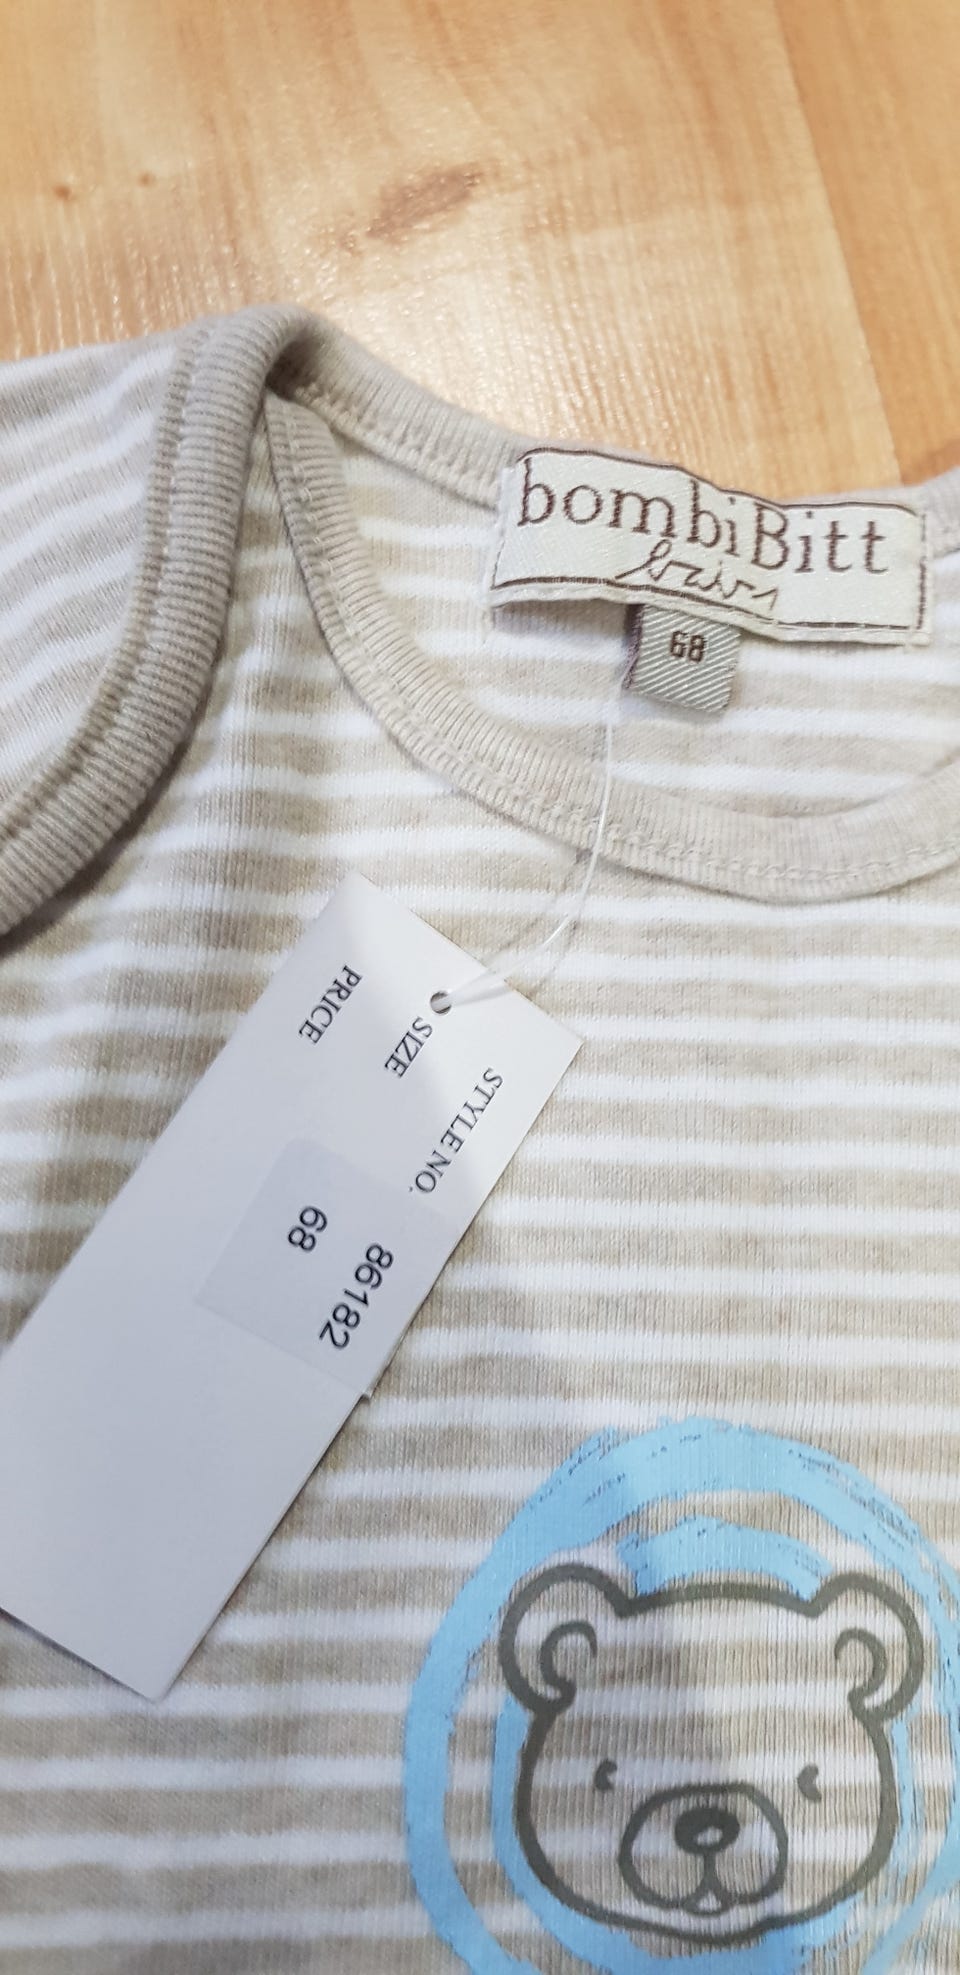 bombiBitt
68
STYLE NO. 86182
SIZE 68
PRICE